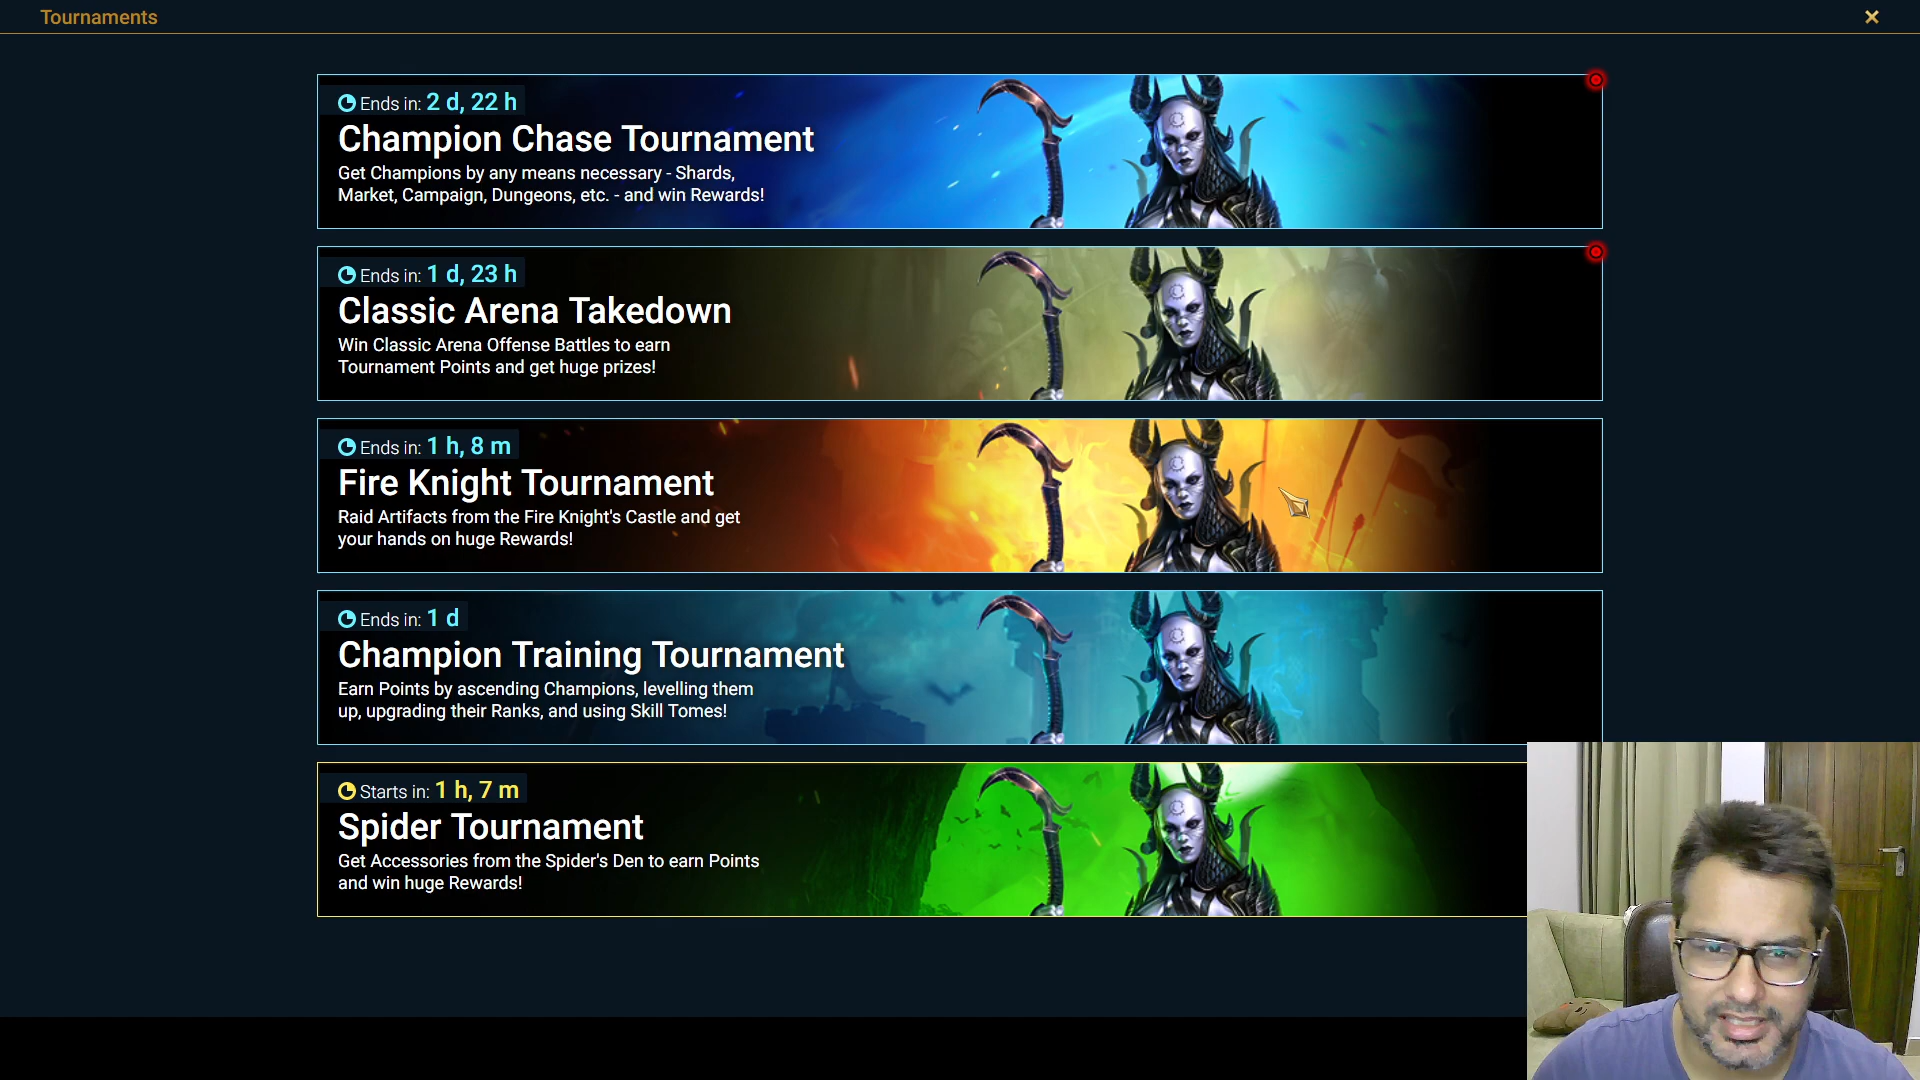 Tournaments
Ends in: 2 d, 22 h
Champion Chase Tournament
Get Champions by any means necessary - Shards,
Market, Campaign, Dungeons, etc. - and win Rewards!
Ends in: 1 d, 23 h
Classic Arena Takedown
Win Classic Arena Offense Battles to earn
Tournament Points and get huge prizes!
Ends in: 1 h, 8 m
Fire Knight Tournament
Raid Artifacts from the Fire Knight's Castle and get
your hands on huge Rewards!
Ends in: 1 d
Champion Training Tournament
Earn Points by ascending Champions, levelling them
up, upgrading their Ranks, and using Skill Tomes!
Starts in: 1 h, 7 m
Spider Tournament
Get Accessories from the Spider's Den to earn Points
and win huge Rewards!